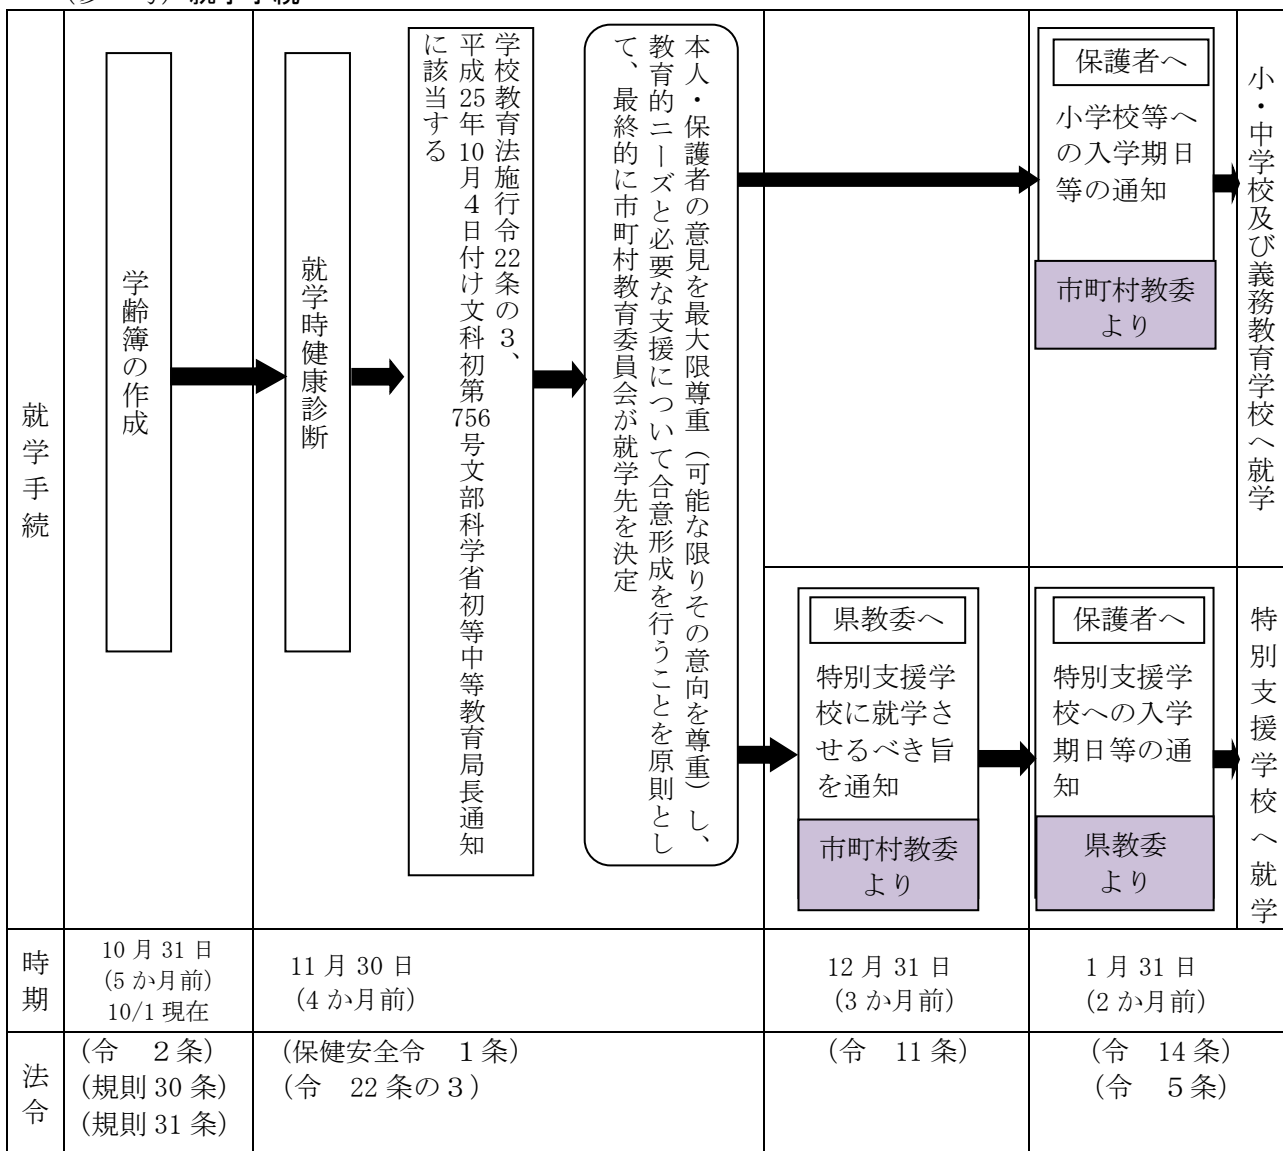 就学手続
学齢簿の作成
就学時健康診断
学校教育法施行令22条の３、
平成25年10月４日付け文科初第756号文部科学省初等中等教育局長通知
に該当する
本人・保護者の意見を最大限尊重（可能な限りその意向を尊重）し、
教育的ニーズと必要な支援について合意形成を行うことを原則とし
て、最終的に市町村教育委員会が就学先を決定
保護者へ
小学校等へ
の入学期日
等の通知
市町村教委
より
小・中学校及び義務教育学校へ就学
県教委へ
特別支援学
校に就学さ
せるべき旨
を通知
市町村教委
より
保護者へ
特別支援学
校への入学
期日等の通
知
県教委
より
特別支援学校へ就学
時期
10月31日
(5か月前)
10/1現在
11月30日
(4か月前)
12月31日
(3か月前)
1月31日
(2か月前)
法令
(令　２条)
(規則30条)
(規則31条)
(保健安全令　１条)
(令　22条の３)
(令　11条)
(令　14条)
(令　５条)